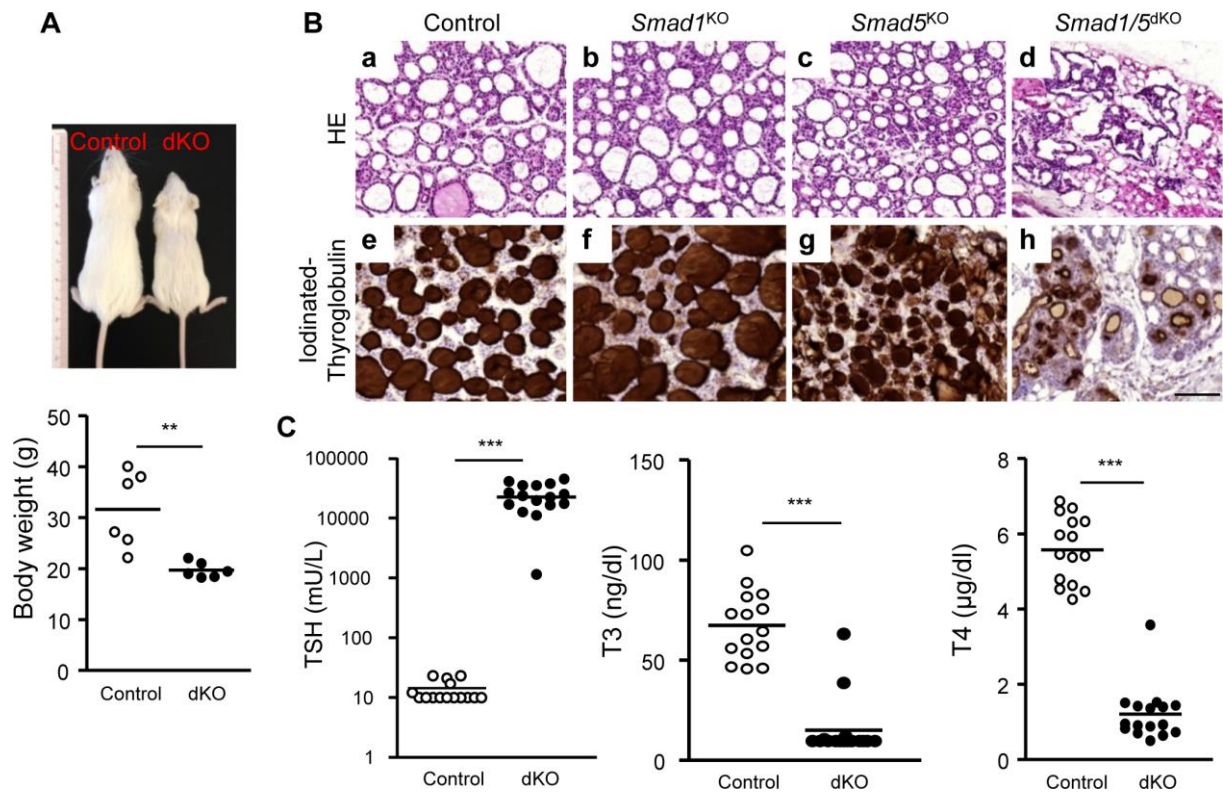 A
Control dKO
Body weight (g)
50
40
30
20
10
0
**
Control
dKO
B
Control
Smad1KO
Smad5KO
Smad1/5dKO
HE
a
b
c
d
Iodinated-
Thyroglobulin
e
f
g
h
C
TSH (mU/L)
100000
10000
1000
100
10
1
***
Control
dKO
T3 (ng/dl)
150
100
50
0
***
Control
dKO
T4 (µg/dl)
8
6
4
2
0
***
Control
dKO